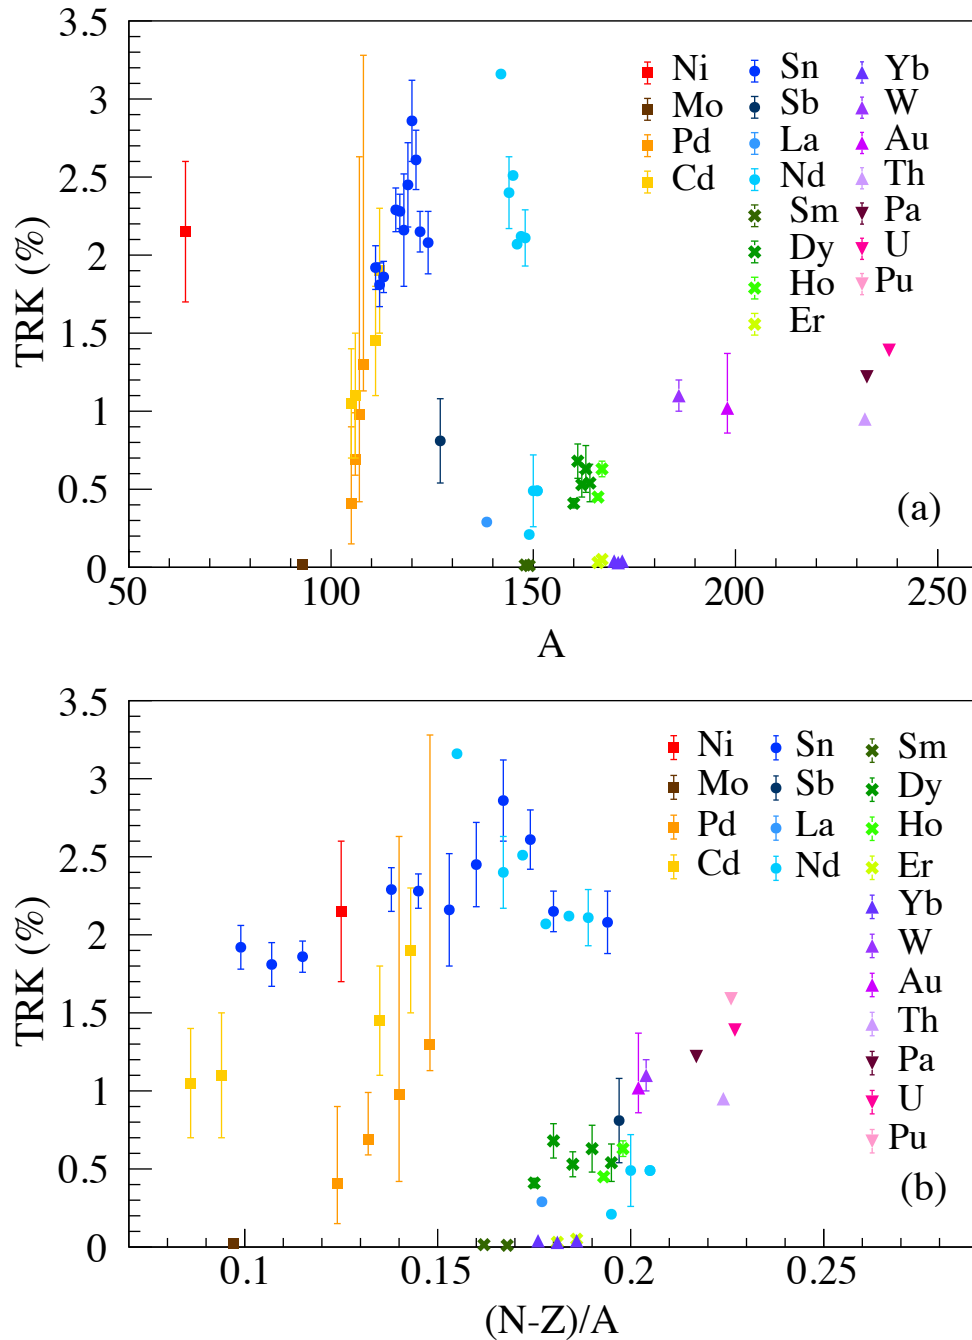 3.5
3
2.5
2
1.5
1
0.5
0
TRK (%)
Ni
Mo
Pd
Cd
Sn
Sb
La
Nd
Sm
Dy
Ho
Er
Yb
W
Au
Th
Pa
U
Pu
(a)
50 100 150 200 250
A
3.5
3
2.5
2
1.5
1
0.5
0
TRK (%)
Ni
Mo
Pd
Cd
Sn
Sb
La
Nd
Sm
Dy
Ho
Er
Yb
W
Au
Th
Pa
U
Pu
(b)
0.1 0.15 0.2 0.25
(N-Z)/A